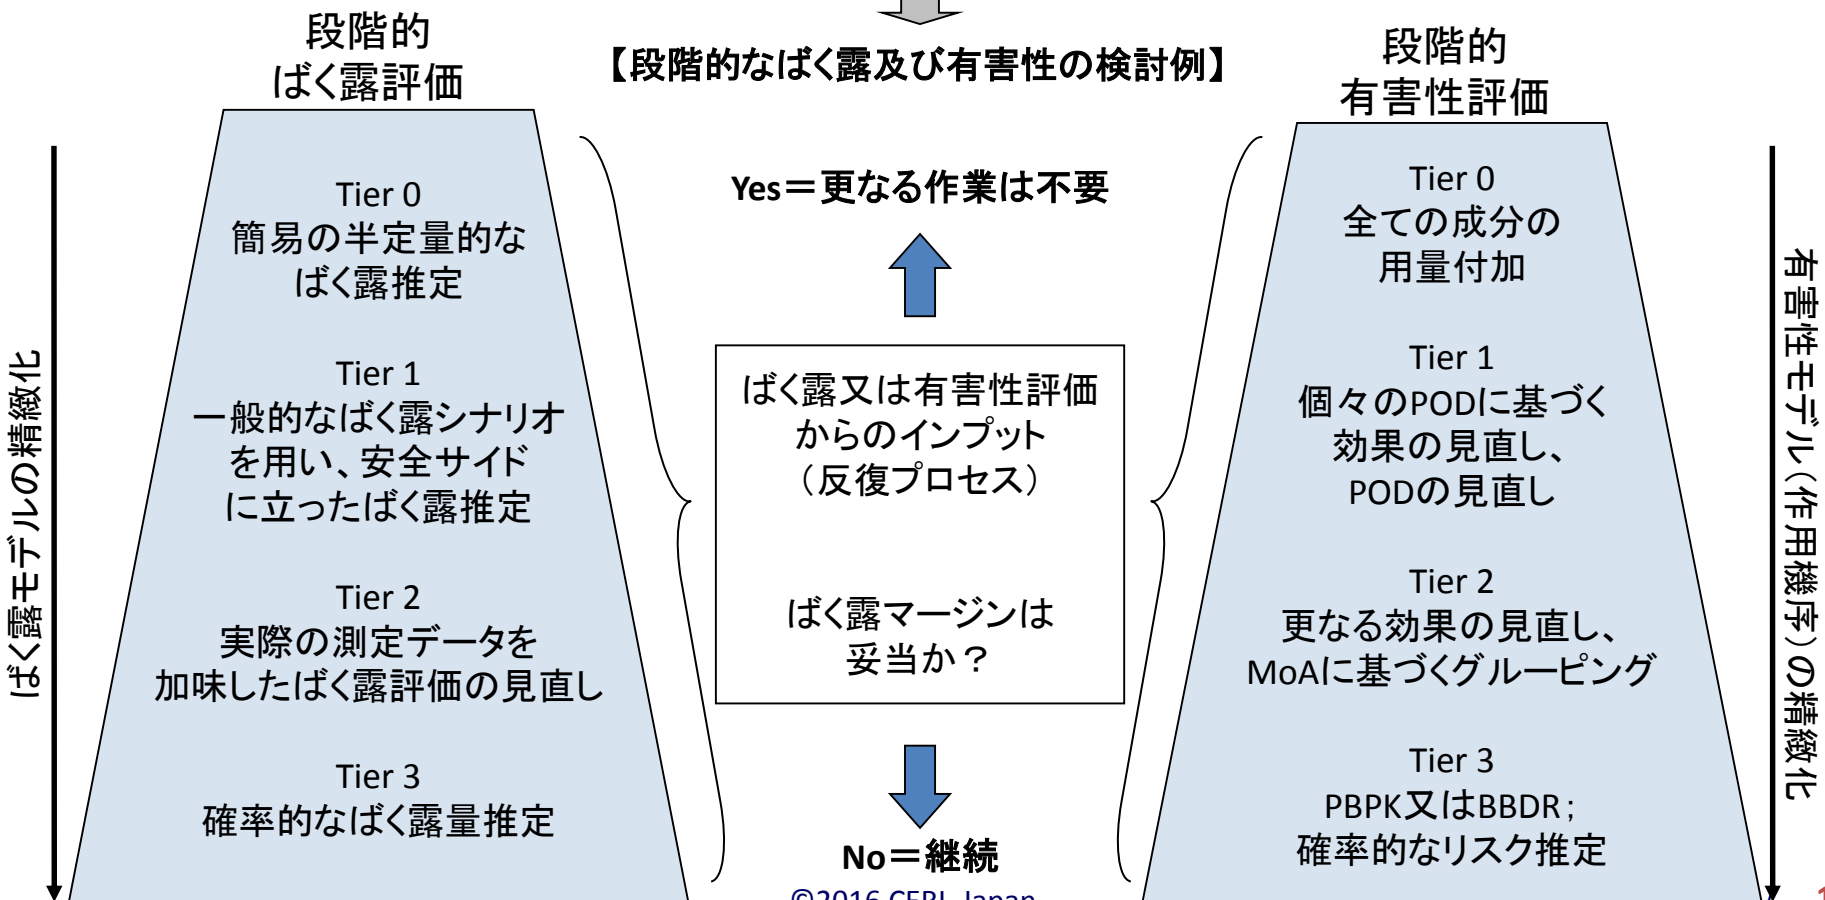 【段階的なばく露及び有害性の検討例】
段階的
ばく露評価
Tier 0
簡易の半定量的な
ばく露推定
Tier 1
一般的なばく露シナリオ
を用い、安全サイド
に立ったばく露推定
Tier 2
実際の測定データを
加味したばく露評価の見直し
Tier 3
確率的なばく露量推定
ばく露モデルの精緻化
Yes＝更なる作業は不要
ばく露又は有害性評価
からのインプット
（反復プロセス）
ばく露マージンは
妥当か？
No＝継続
段階的
有害性評価
Tier 0
全ての成分の
用量付加
Tier 1
個々のPODに基づく
効果の見直し、
PODの見直し
Tier 2
更なる効果の見直し、
MoAに基づくグルーピング
Tier 3
PBPK又はBBDR；
確率的なリスク推定
有害性モデル（作用機序）の精緻化
©2016 CERI, Japan